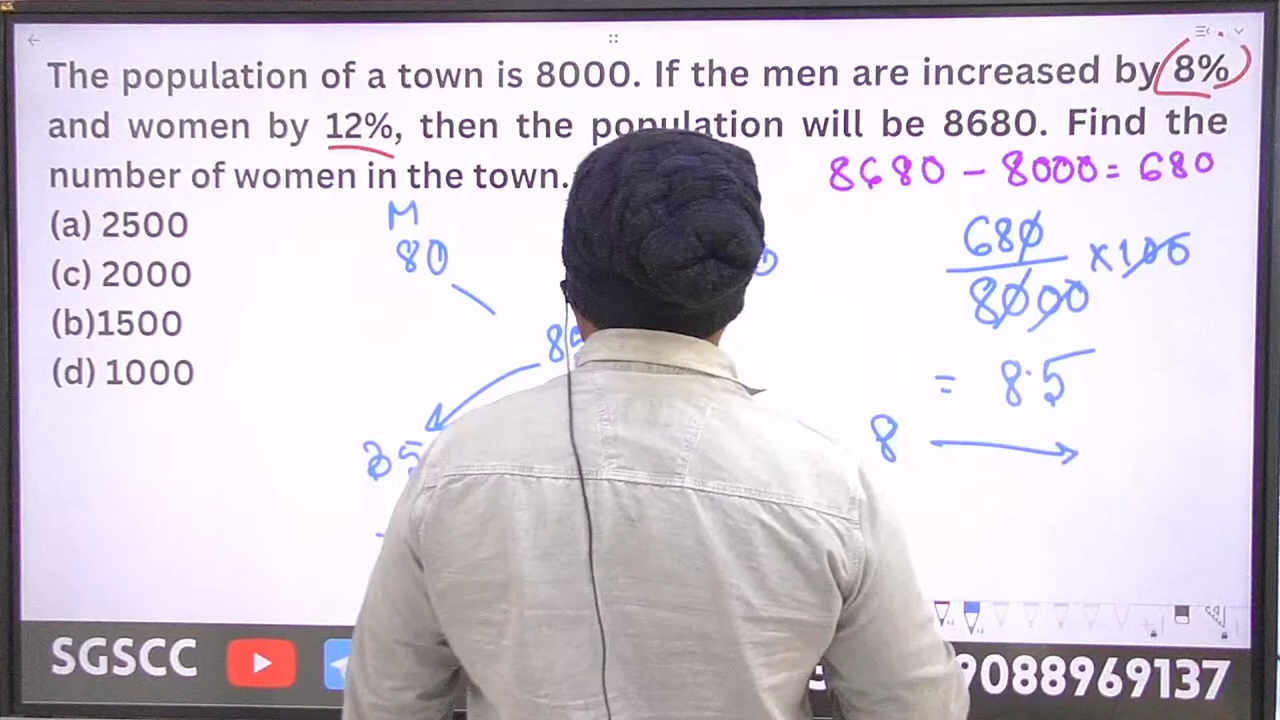 The population of a town is 8000. If the men are increased by 8%
and women by 12%, then the population will be 8680. Find the
number of women in the town.
8680 - 8000 = 680
(a) 2500
(c) 2000
(b)1500
(d) 1000
M
80
680
8000
×100
= 8.5
8
35
SGSCC
9088969137